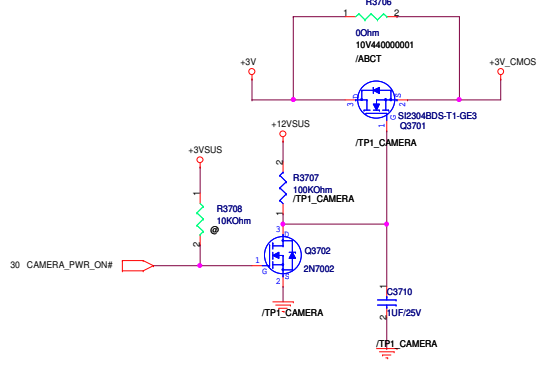 R3706
1 2
0Ohm
10V440000001
/ABCT
+3V
+3V_CMOS
3 D S 2
G
1
SI2304BDS-T1-GE3
Q3701
/TP1_CAMERA
+12VSUS
+3VSUS
2
R3707
100KOhm
/TP1_CAMERA
1
1
R3708
10KOhm
@
2
3
D
Q3702
2N7002
30 CAMERA_PWR_ON#
1
G
S
2
/TP1_CAMERA
1
C3710
1UF/25V
2
/TP1_CAMERA